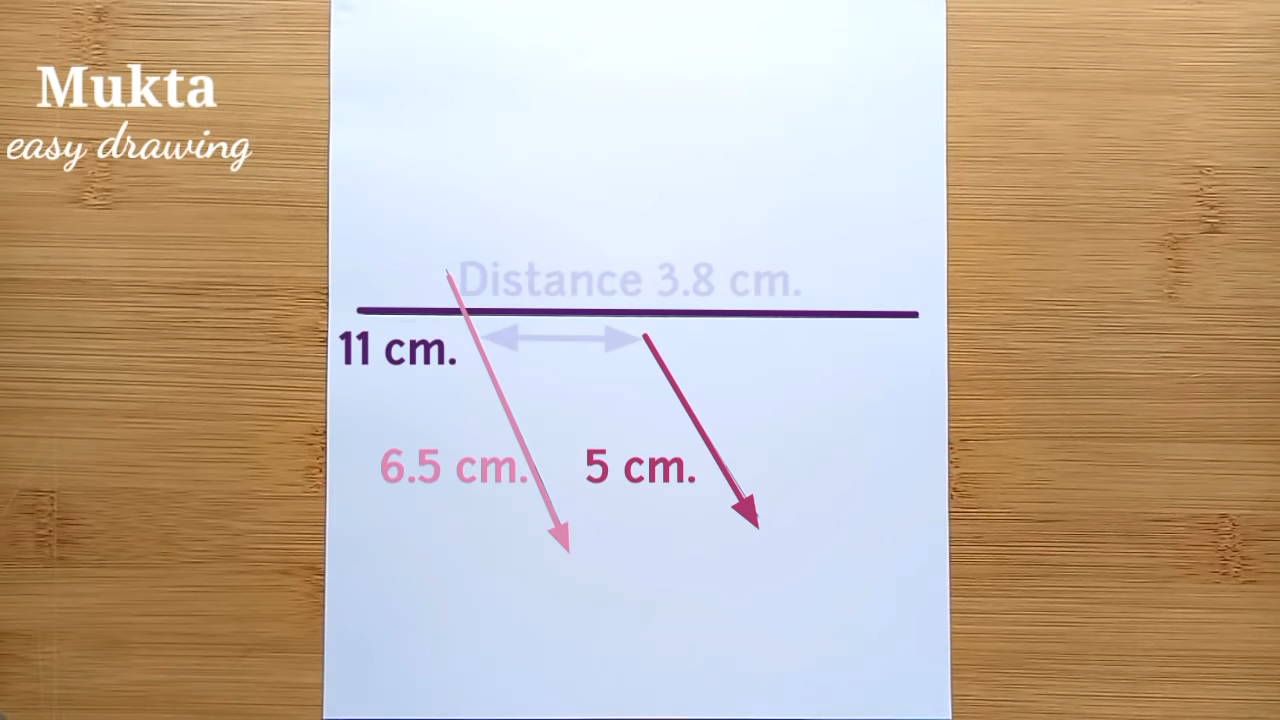 Mukta
easy drawing
Distance 3.8 cm.
11 cm.
6.5 cm. 5 cm.